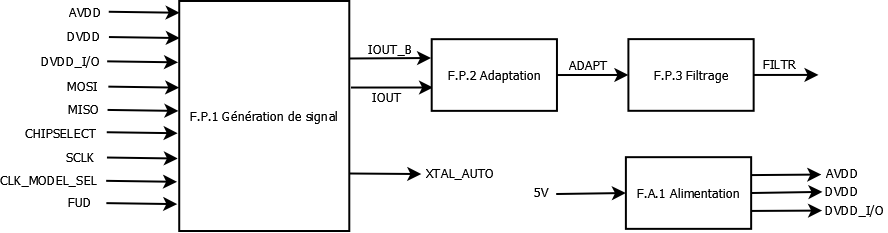 AVDD
DVDD
DVDD_I/O
MOSI
MISO
CHIPSELECT
SCLK
CLK_MODEL_SEL
FUD
F.P.1 Génération de signal
IOUT_B
IOUT
XTAL_AUTO
F.P.2 Adaptation
ADAPT
F.P.3 Filtrage
FILTR
5V
F.A.1 Alimentation
AVDD
DVDD
DVDD_I/O